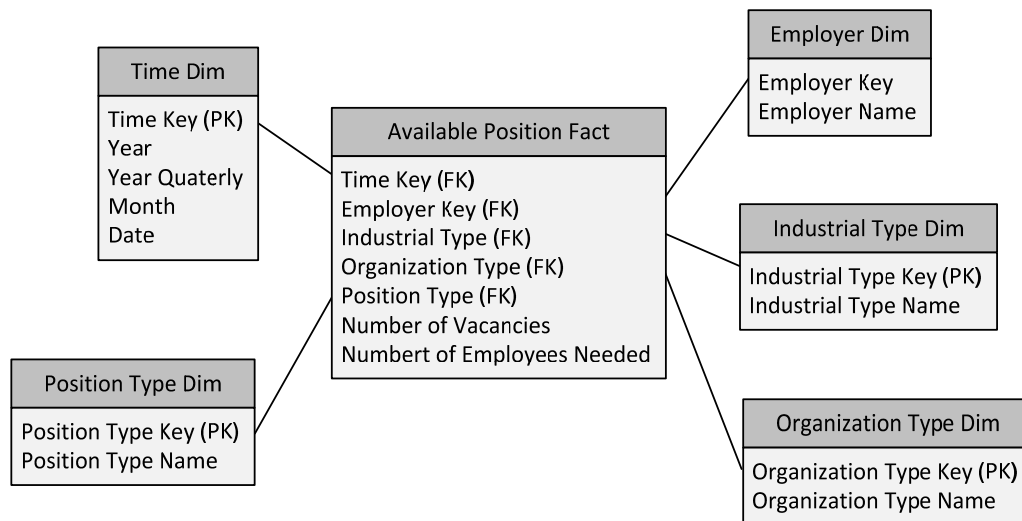 Time Dim
Time Key (PK)
Year
Year Quaterly
Month
Date
Position Type Dim
Position Type Key (PK)
Position Type Name
Available Position Fact
Time Key (FK)
Employer Key (FK)
Industrial Type (FK)
Organization Type (FK)
Position Type (FK)
Number of Vacancies
Numbert of Employees Needed
Employer Dim
Employer Key
Employer Name
Industrial Type Dim
Industrial Type Key (PK)
Industrial Type Name
Organization Type Dim
Organization Type Key (PK)
Organization Type Name